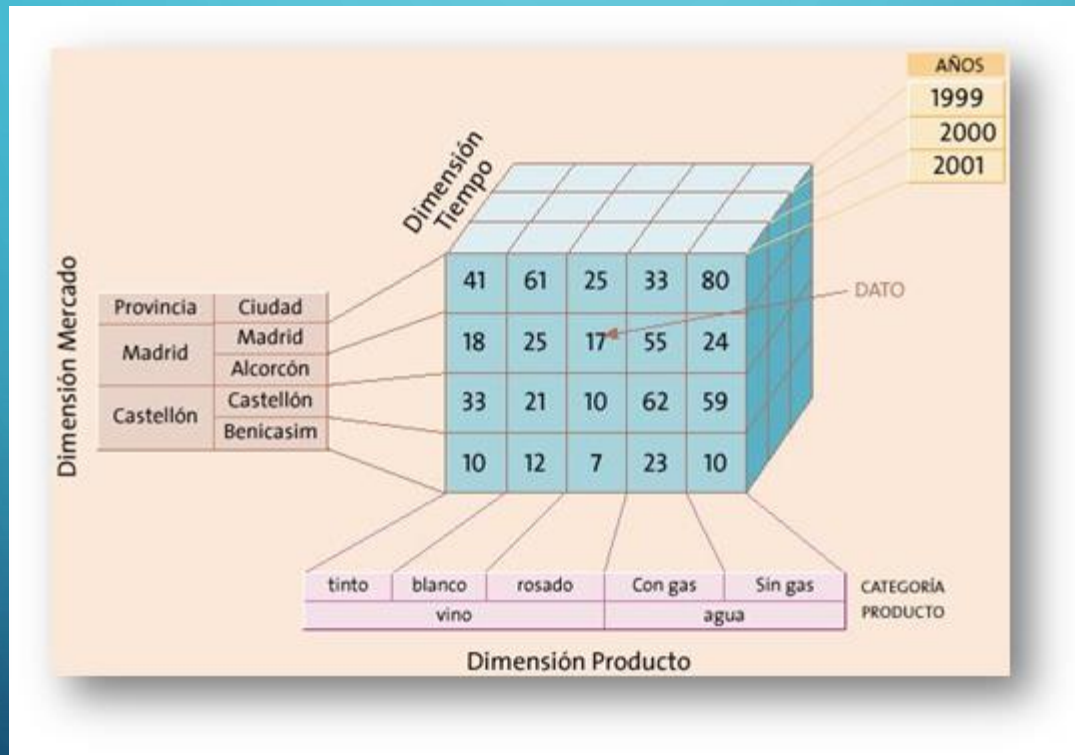 AÑOS
1999
2000
2001
Dimensión
Tiempo
Dimensión Mercado
Provincia Ciudad
Madrid Madrid
Alcorcón
Castellón Castellón
Benicasim
41 61 25 33 80
DATO
18 25 17 55 24
33 21 10 62 59
10 12 7 23 10
tinto blanco rosado Con gas Sin gas CATEGORÍA
vino agua PRODUCTO
Dimensión Producto